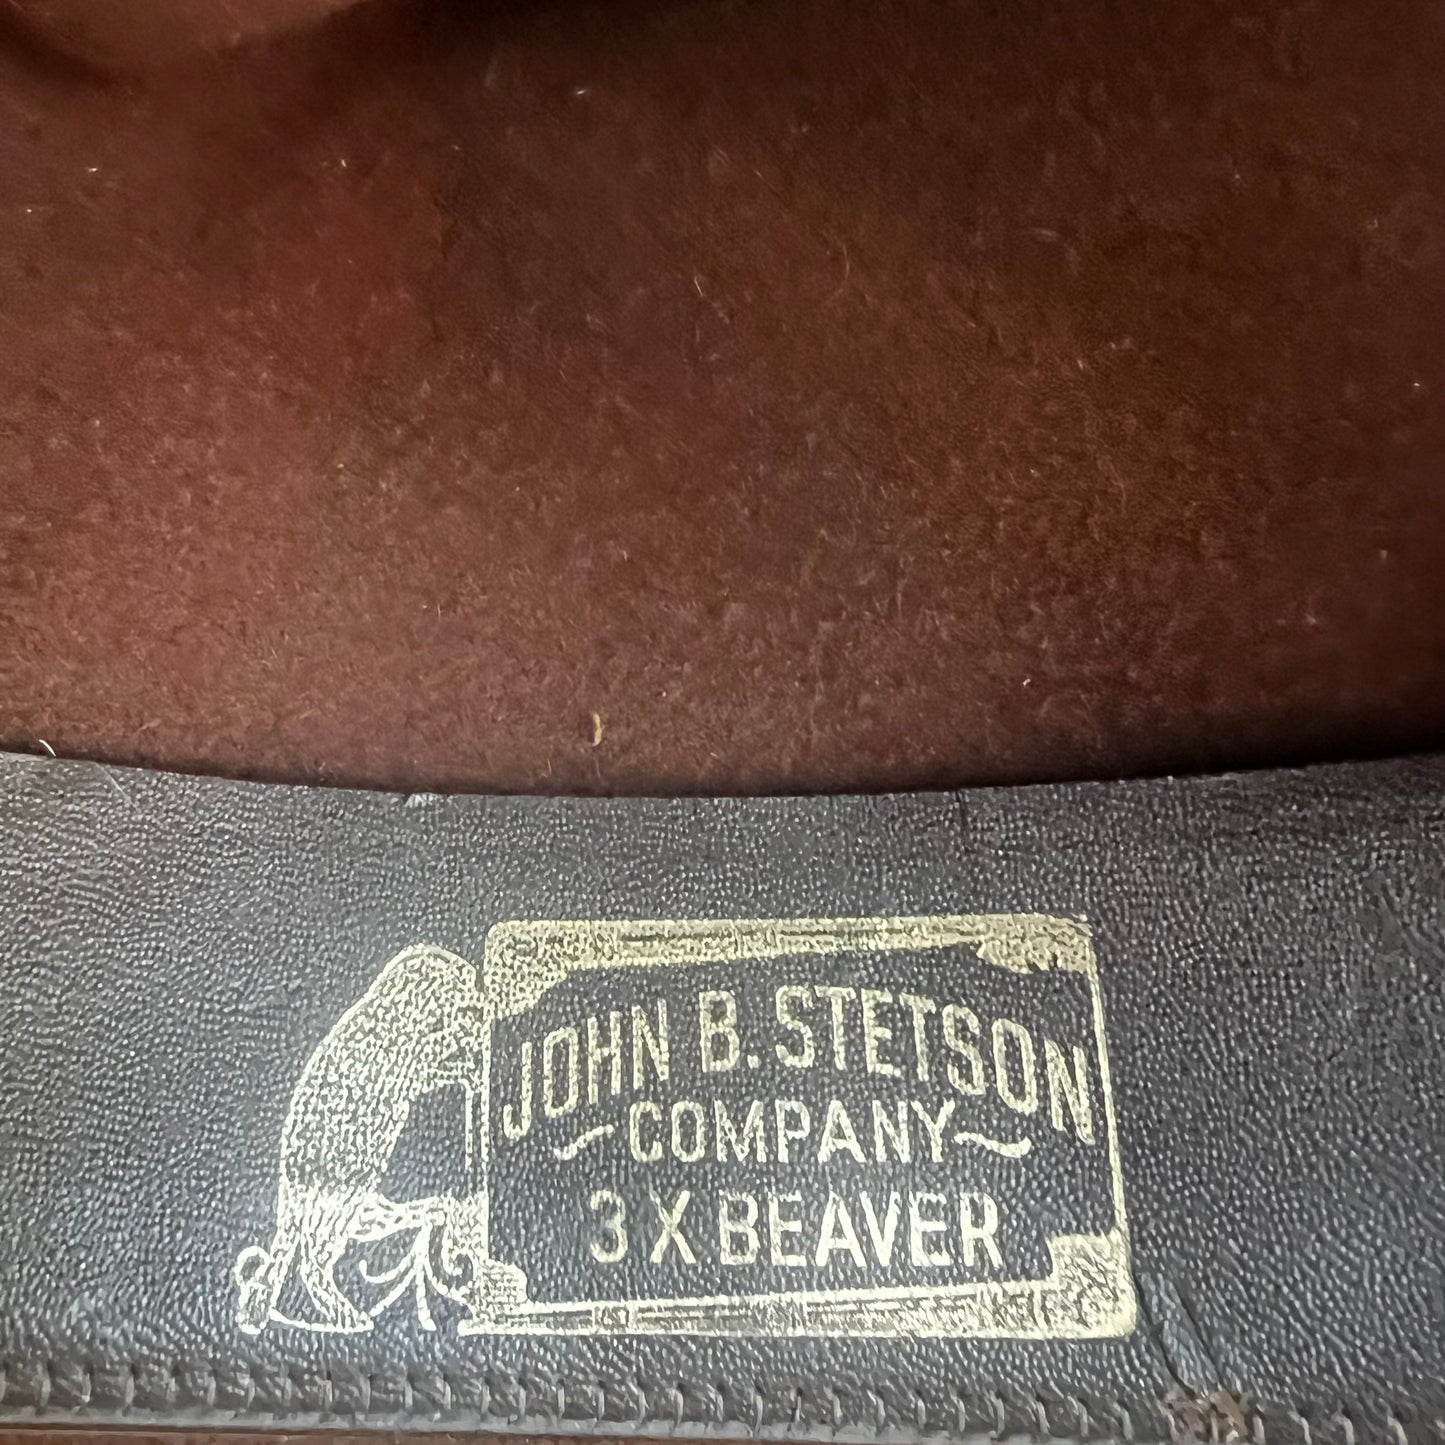 JOHN B. STETSON
~COMPANY~
3 X BEAVER